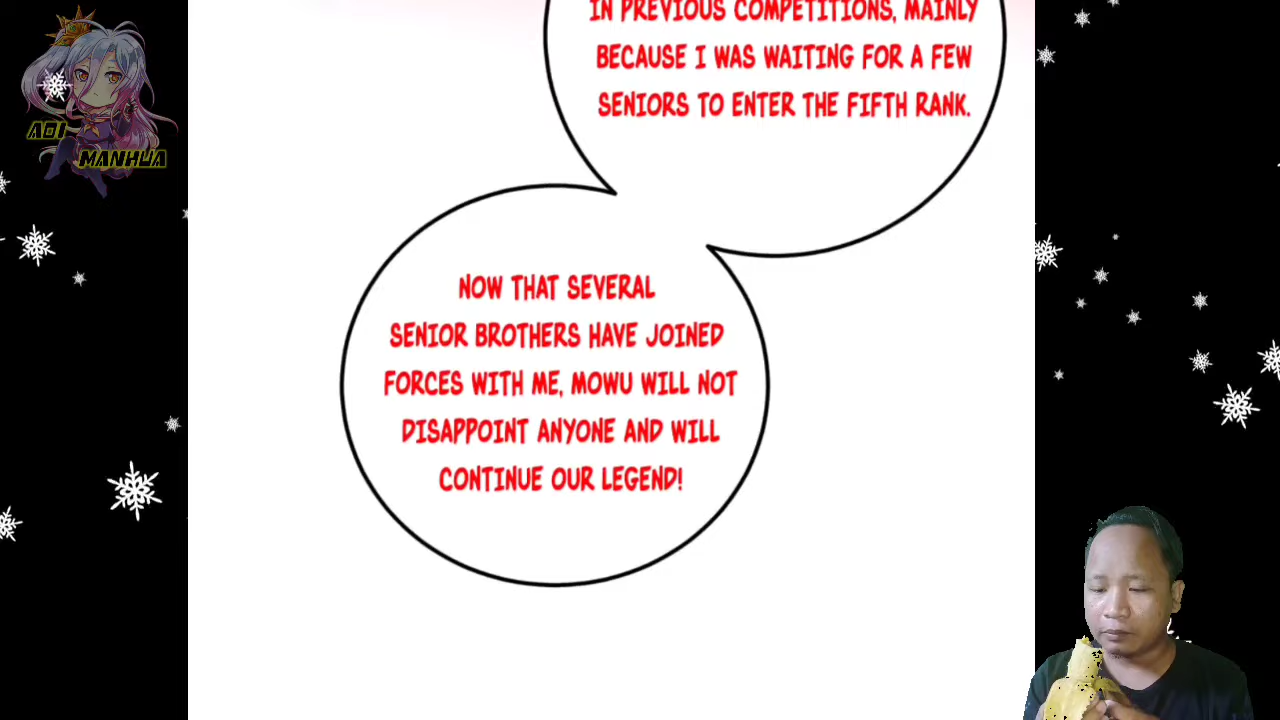 IN PREVIOUS COMPETITIONS, MAINLY
BECAUSE I WAS WAITING FOR A FEW
SENIORS TO ENTER THE FIFTH RANK.
NOW THAT SEVERAL
SENIOR BROTHERS HAVE JOINED
FORCES WITH ME, MOWU WILL NOT
DISAPPOINT ANYONE AND WILL
CONTINUE OUR LEGEND!
AOI
MANHUA